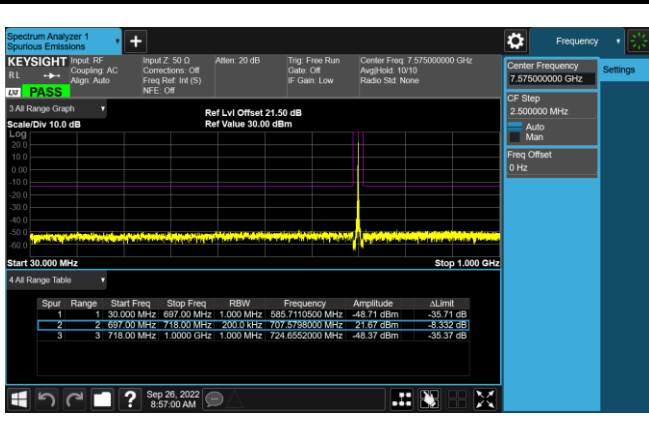 Spectrum Analyzer 1
Spurious Emissions
Frequency
KEYSIGHT
RL
LXI
PASS
Input: RF
Coupling: AC
Align: Auto
Input Z: 50 Ω
Corrections: Off
Freq Ref: Int (S)
NFE: Off
Atten: 20 dB
Trig: Free Run
Gate: Off
IF Gain: Low
Center Freq: 7.575000000 GHz
Avg|Hold: 10/10
Radio Std: None
Center Frequency
7.575000000 GHz
Settings
CF Step
2.500000 MHz
Auto
Man
Freq Offset
0 Hz
3 All Range Graph
Scale/Div 10.0 dB
Ref Lvl Offset 21.50 dB
Ref Value 30.00 dBm
Log
20.0
10.0
0.00
-10.0
-20.0
-30.0
-40.0
-50.0
-60.0
Start 30.000 MHz
Stop 1.000 GHz
4 All Range Table
Spur Range Start Freq Stop Freq RBW Frequency Amplitude ΔLimit
1 1 30.000 MHz 697.00 MHz 1.000 MHz 585.7110500 MHz -48.71 dBm -35.71 dB
2 2 697.00 MHz 718.00 MHz 200.0 kHz 707.5798000 MHz 21.67 dBm -8.332 dB
3 3 718.00 MHz 1.0000 GHz 1.000 MHz 724.6552000 MHz -48.37 dBm -35.37 dB
?
Sep 26, 2022
8:57:00 AM